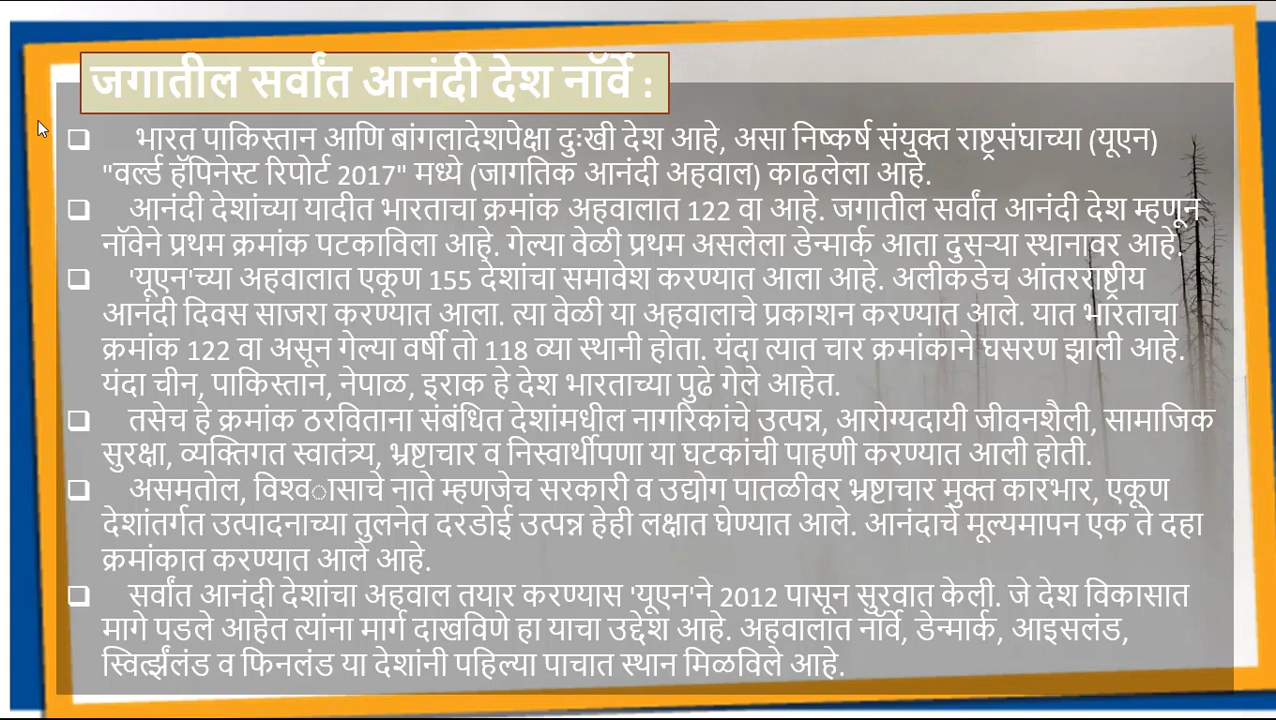 जगातील सर्वांत आनंदी देश नॉर्वे :
❑ भारत पाकिस्तान आणि बांगलादेशपेक्षा दुःखी देश आहे, असा निष्कर्ष संयुक्त राष्ट्रसंघाच्या (यूएन)
"वर्ल्ड हॅपिनेस्ट रिपोर्ट 2017" मध्ये (जागतिक आनंदी अहवाल) काढलेला आहे.
❑ आनंदी देशांच्या यादीत भारताचा क्रमांक अहवालात 122 वा आहे. जगातील सर्वांत आनंदी देश म्हणून
नॉवेने प्रथम क्रमांक पटकाविला आहे. गेल्या वेळी प्रथम असलेला डेन्मार्क आता दुसऱ्या स्थानावर आहे.
❑ 'यूएन'च्या अहवालात एकूण 155 देशांचा समावेश करण्यात आला आहे. अलीकडेच आंतरराष्ट्रीय
आनंदी दिवस साजरा करण्यात आला. त्या वेळी या अहवालाचे प्रकाशन करण्यात आले. यात भारताचा
क्रमांक 122 वा असून गेल्या वर्षी तो 118 व्या स्थानी होता. यंदा त्यात चार क्रमांकाने घसरण झाली आहे.
यंदा चीन, पाकिस्तान, नेपाळ, इराक हे देश भारताच्या पुढे गेले आहेत.
❑ तसेच हे क्रमांक ठरविताना संबंधित देशांमधील नागरिकांचे उत्पन्न, आरोग्यदायी जीवनशैली, सामाजिक
सुरक्षा, व्यक्तिगत स्वातंत्र्य, भ्रष्टाचार व निस्वार्थीपणा या घटकांची पाहणी करण्यात आली होती.
❑ असमतोल, विश्व◌ासाचे नाते म्हणजेच सरकारी व उद्योग पातळीवर भ्रष्टाचार मुक्त कारभार, एकूण
देशांतर्गत उत्पादनाच्या तुलनेत दरडोई उत्पन्न हेही लक्षात घेण्यात आले. आनंदाचे मूल्यमापन एक ते दहा
क्रमांकात करण्यात आले आहे.
❑ सर्वांत आनंदी देशांचा अहवाल तयार करण्यास 'यूएन'ने 2012 पासून सुरवात केली. जे देश विकासात
मागे पडले आहेत त्यांना मार्ग दाखविणे हा याचा उद्देश आहे. अहवालात नॉर्वे, डेन्मार्क, आइसलंड,
स्वित्झंलंड व फिनलंड या देशांनी पहिल्या पाचात स्थान मिळविले आहे.